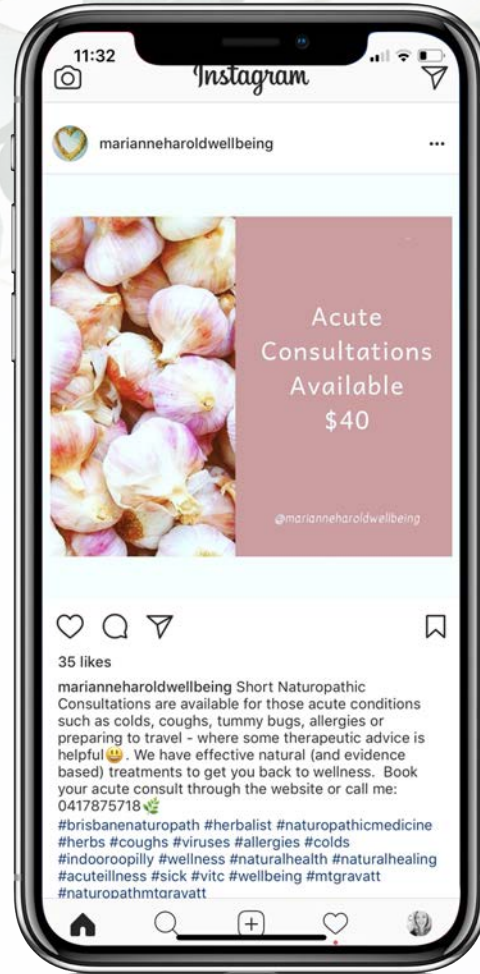 11:32
Instagram
marianneharoldwellbeing
Acute
Consultations
Available
$40
@marianneharoldwellbeing
35 likes
marianneharoldwellbeing Short Naturopathic
Consultations are available for those acute conditions
such as colds, coughs, tummy bugs, allergies or
preparing to travel - where some therapeutic advice is
helpful😃. We have effective natural (and evidence
based) treatments to get you back to wellness. Book
your acute consult through the website or call me:
0417875718🌿
#brisbanenaturopath #herbalist #naturopathicmedicine
#herbs #coughs #viruses #allergies #colds
#indooroopilly #wellness #naturalhealth #naturalhealing
#acuteillness #sick #vitc #wellbeing #mtgravatt
#naturopathmtgravatt